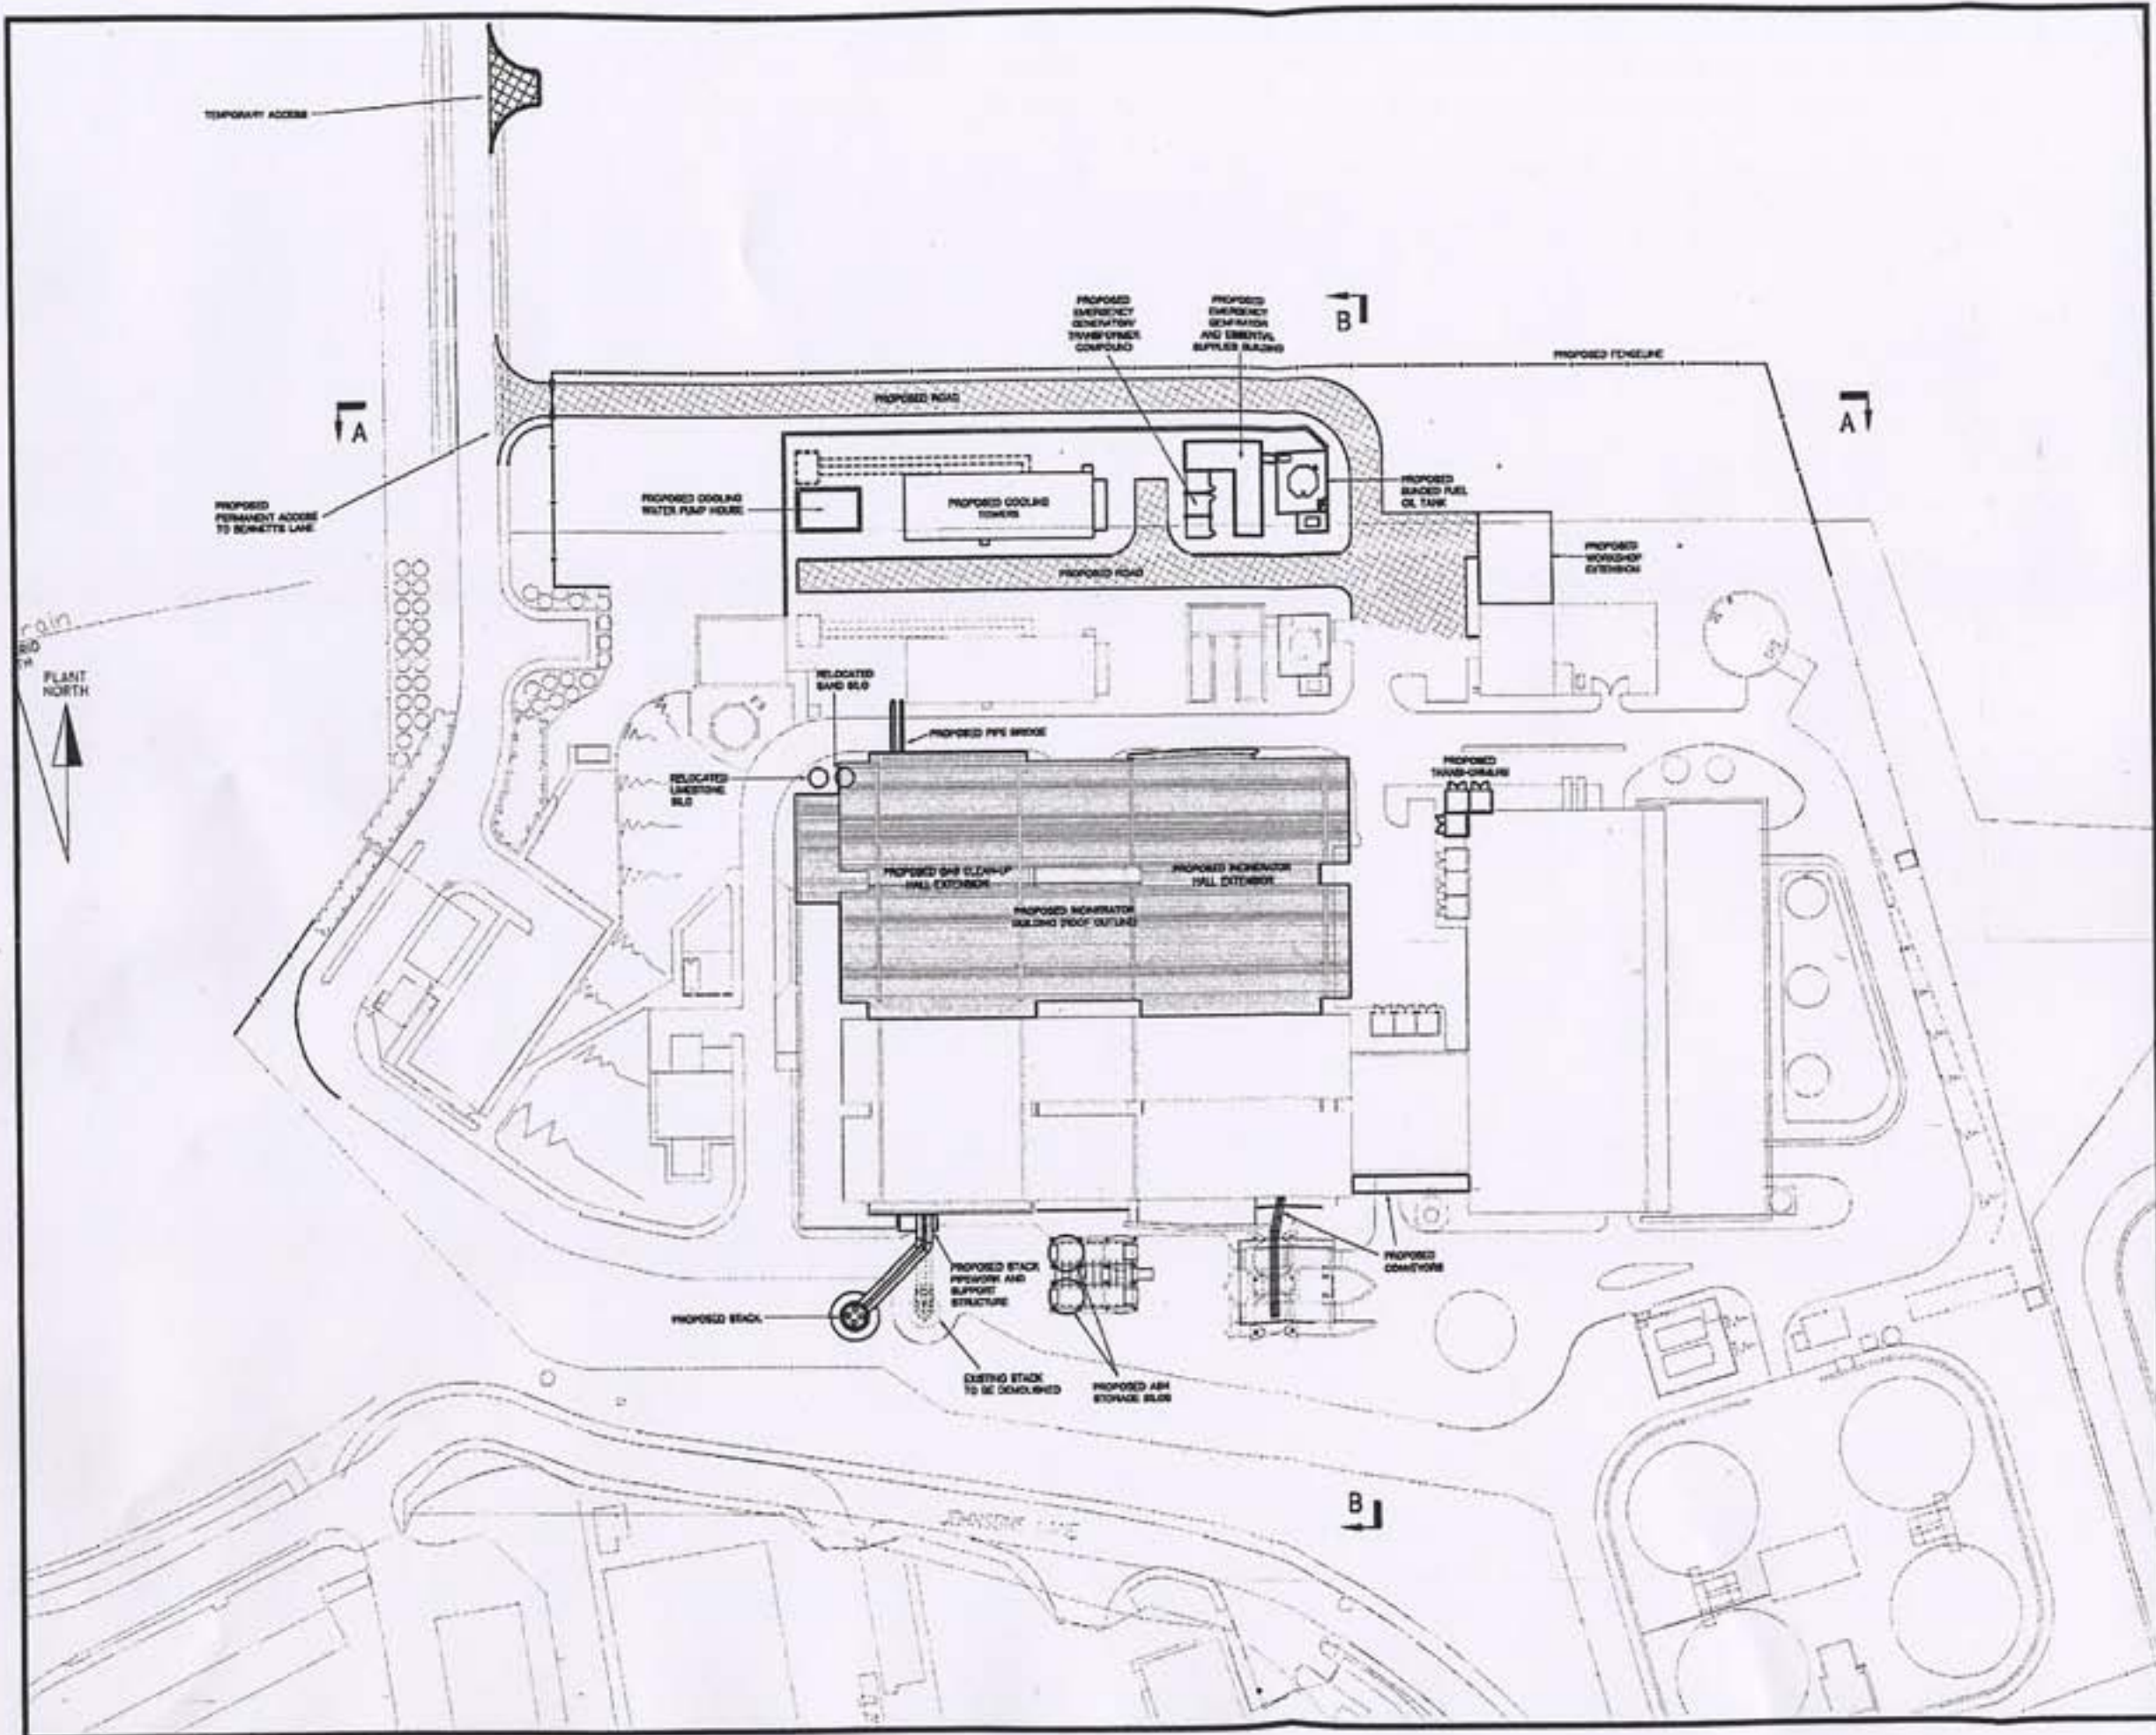 TEMPORARY ACCESS
PROPOSED
EMERGENCY
GENERATOR/
TRANSFORMER
COMPOUND
PROPOSED
EMERGENCY
GENERATOR
AND ESSENTIAL
SUPPLIES BUILDING
B
PROPOSED FENCELINE
A
PROPOSED ROAD
A
PROPOSED
PERMANENT ACCESS
TO BENNETTS LANE
PROPOSED COOLING
WATER PUMP HOUSE
PROPOSED COOLING
TOWERS
PROPOSED
BUNDED FUEL
OIL TANK
PROPOSED
WORKSHOP
EXTENSION
PROPOSED ROAD
rain
PLANT
NORTH
RELOCATED
SAND SILO
PROPOSED PIPE BRIDGE
RELOCATED
LIMESTONE
SILO
PROPOSED
TRANSFORMERS
PROPOSED GAS CLEAN-UP
HALL EXTENSION
PROPOSED INCINERATOR
HALL EXTENSION
PROPOSED INCINERATOR
BUILDING (ROOF OUTLINE)
PROPOSED STACK
PIPEWORK AND
SUPPORT
STRUCTURE
PROPOSED
CONVEYORS
PROPOSED STACK
EXISTING STACK
TO BE DEMOLISHED
PROPOSED ASH
STORAGE SILOS
B